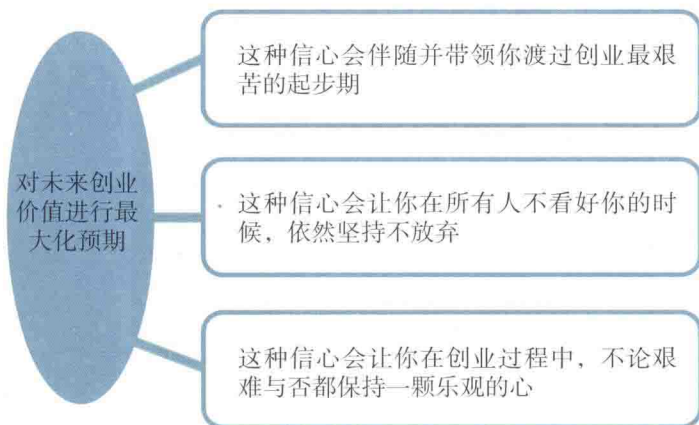 对未来创业
价值进行最
大化预期
这种信心会伴随并带领你渡过创业最艰
苦的起步期
这种信心会让你在所有人不看好你的时
候，依然坚持不放弃
这种信心会让你在创业过程中，不论艰
难与否都保持一颗乐观的心